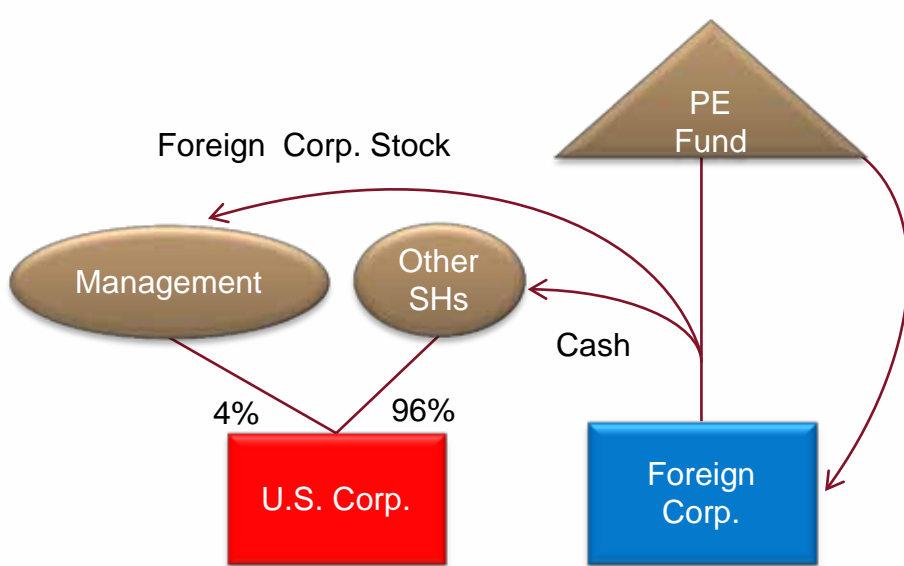 PE
Fund
Foreign Corp. Stock
Management
Other
SHs
Cash
4%
96%
U.S. Corp.
Foreign
Corp.